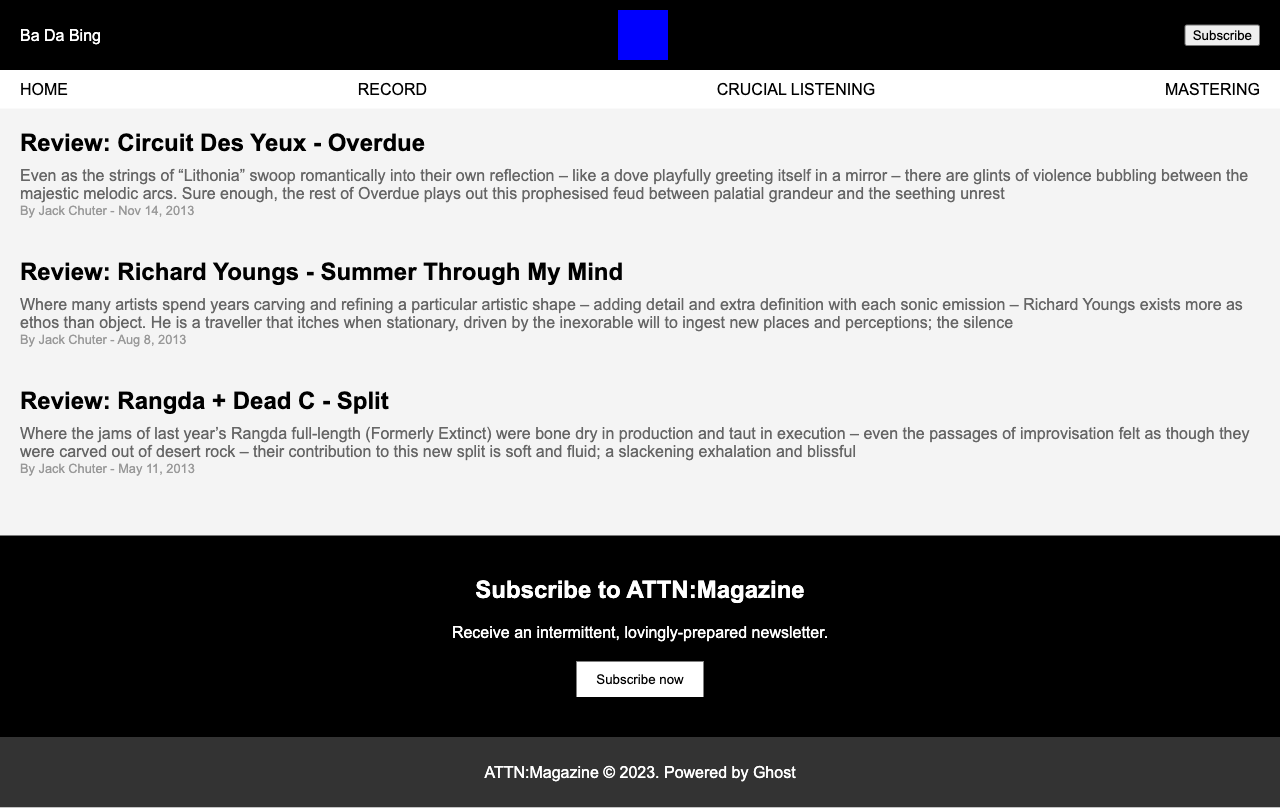 Ba Da Bing
Subscribe
HOME RECORD CRUCIAL LISTENING MASTERING
Review: Circuit Des Yeux - Overdue
Even as the strings of “Lithonia” swoop romantically into their own reflection – like a dove playfully greeting itself in a mirror – there are glints of violence bubbling between the
majestic melodic arcs. Sure enough, the rest of Overdue plays out this prophesised feud between palatial grandeur and the seething unrest
By Jack Chuter - Nov 14, 2013
Review: Richard Youngs - Summer Through My Mind
Where many artists spend years carving and refining a particular artistic shape – adding detail and extra definition with each sonic emission – Richard Youngs exists more as
ethos than object. He is a traveller that itches when stationary, driven by the inexorable will to ingest new places and perceptions; the silence
By Jack Chuter - Aug 8, 2013
Review: Rangda + Dead C - Split
Where the jams of last year’s Rangda full-length (Formerly Extinct) were bone dry in production and taut in execution – even the passages of improvisation felt as though they
were carved out of desert rock – their contribution to this new split is soft and fluid; a slackening exhalation and blissful
By Jack Chuter - May 11, 2013
Subscribe to ATTN:Magazine
Receive an intermittent, lovingly-prepared newsletter.
Subscribe now
ATTN:Magazine © 2023. Powered by Ghost